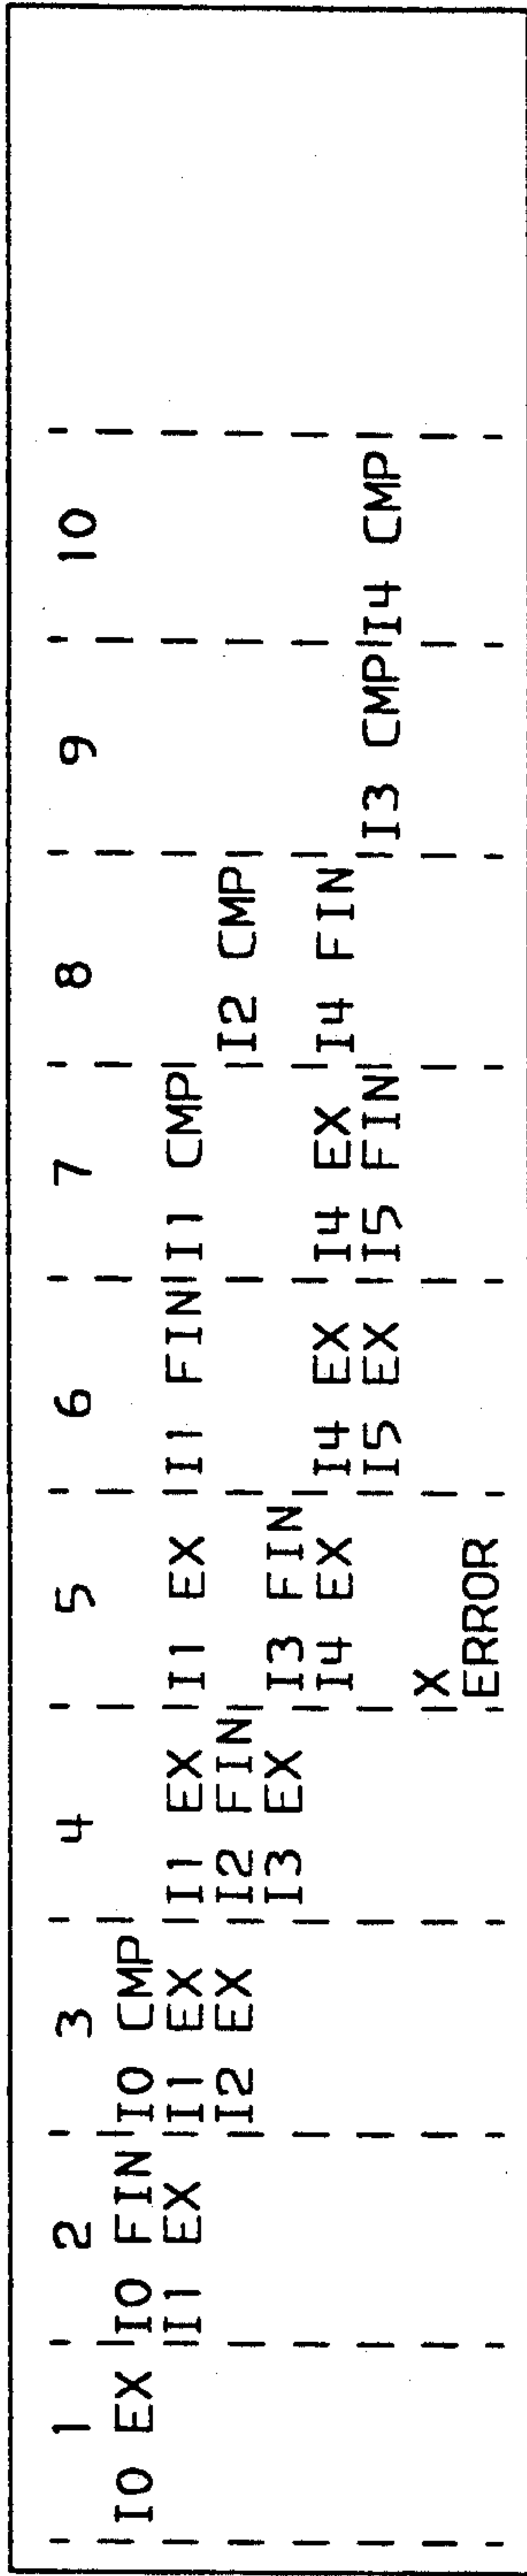 1 2 3 4 5 6 7 8 9 10
I0 EX I0 FIN I0 CMP
I1 EX I1 EX I1 EX I1 EX I1 FIN I1 CMP
I2 EX I2 FIN I2 CMP
I3 EX I3 FIN
I4 EX I4 EX I4 EX I4 FIN
I5 EX I5 FIN I3 CMP I4 CMP
X
ERROR